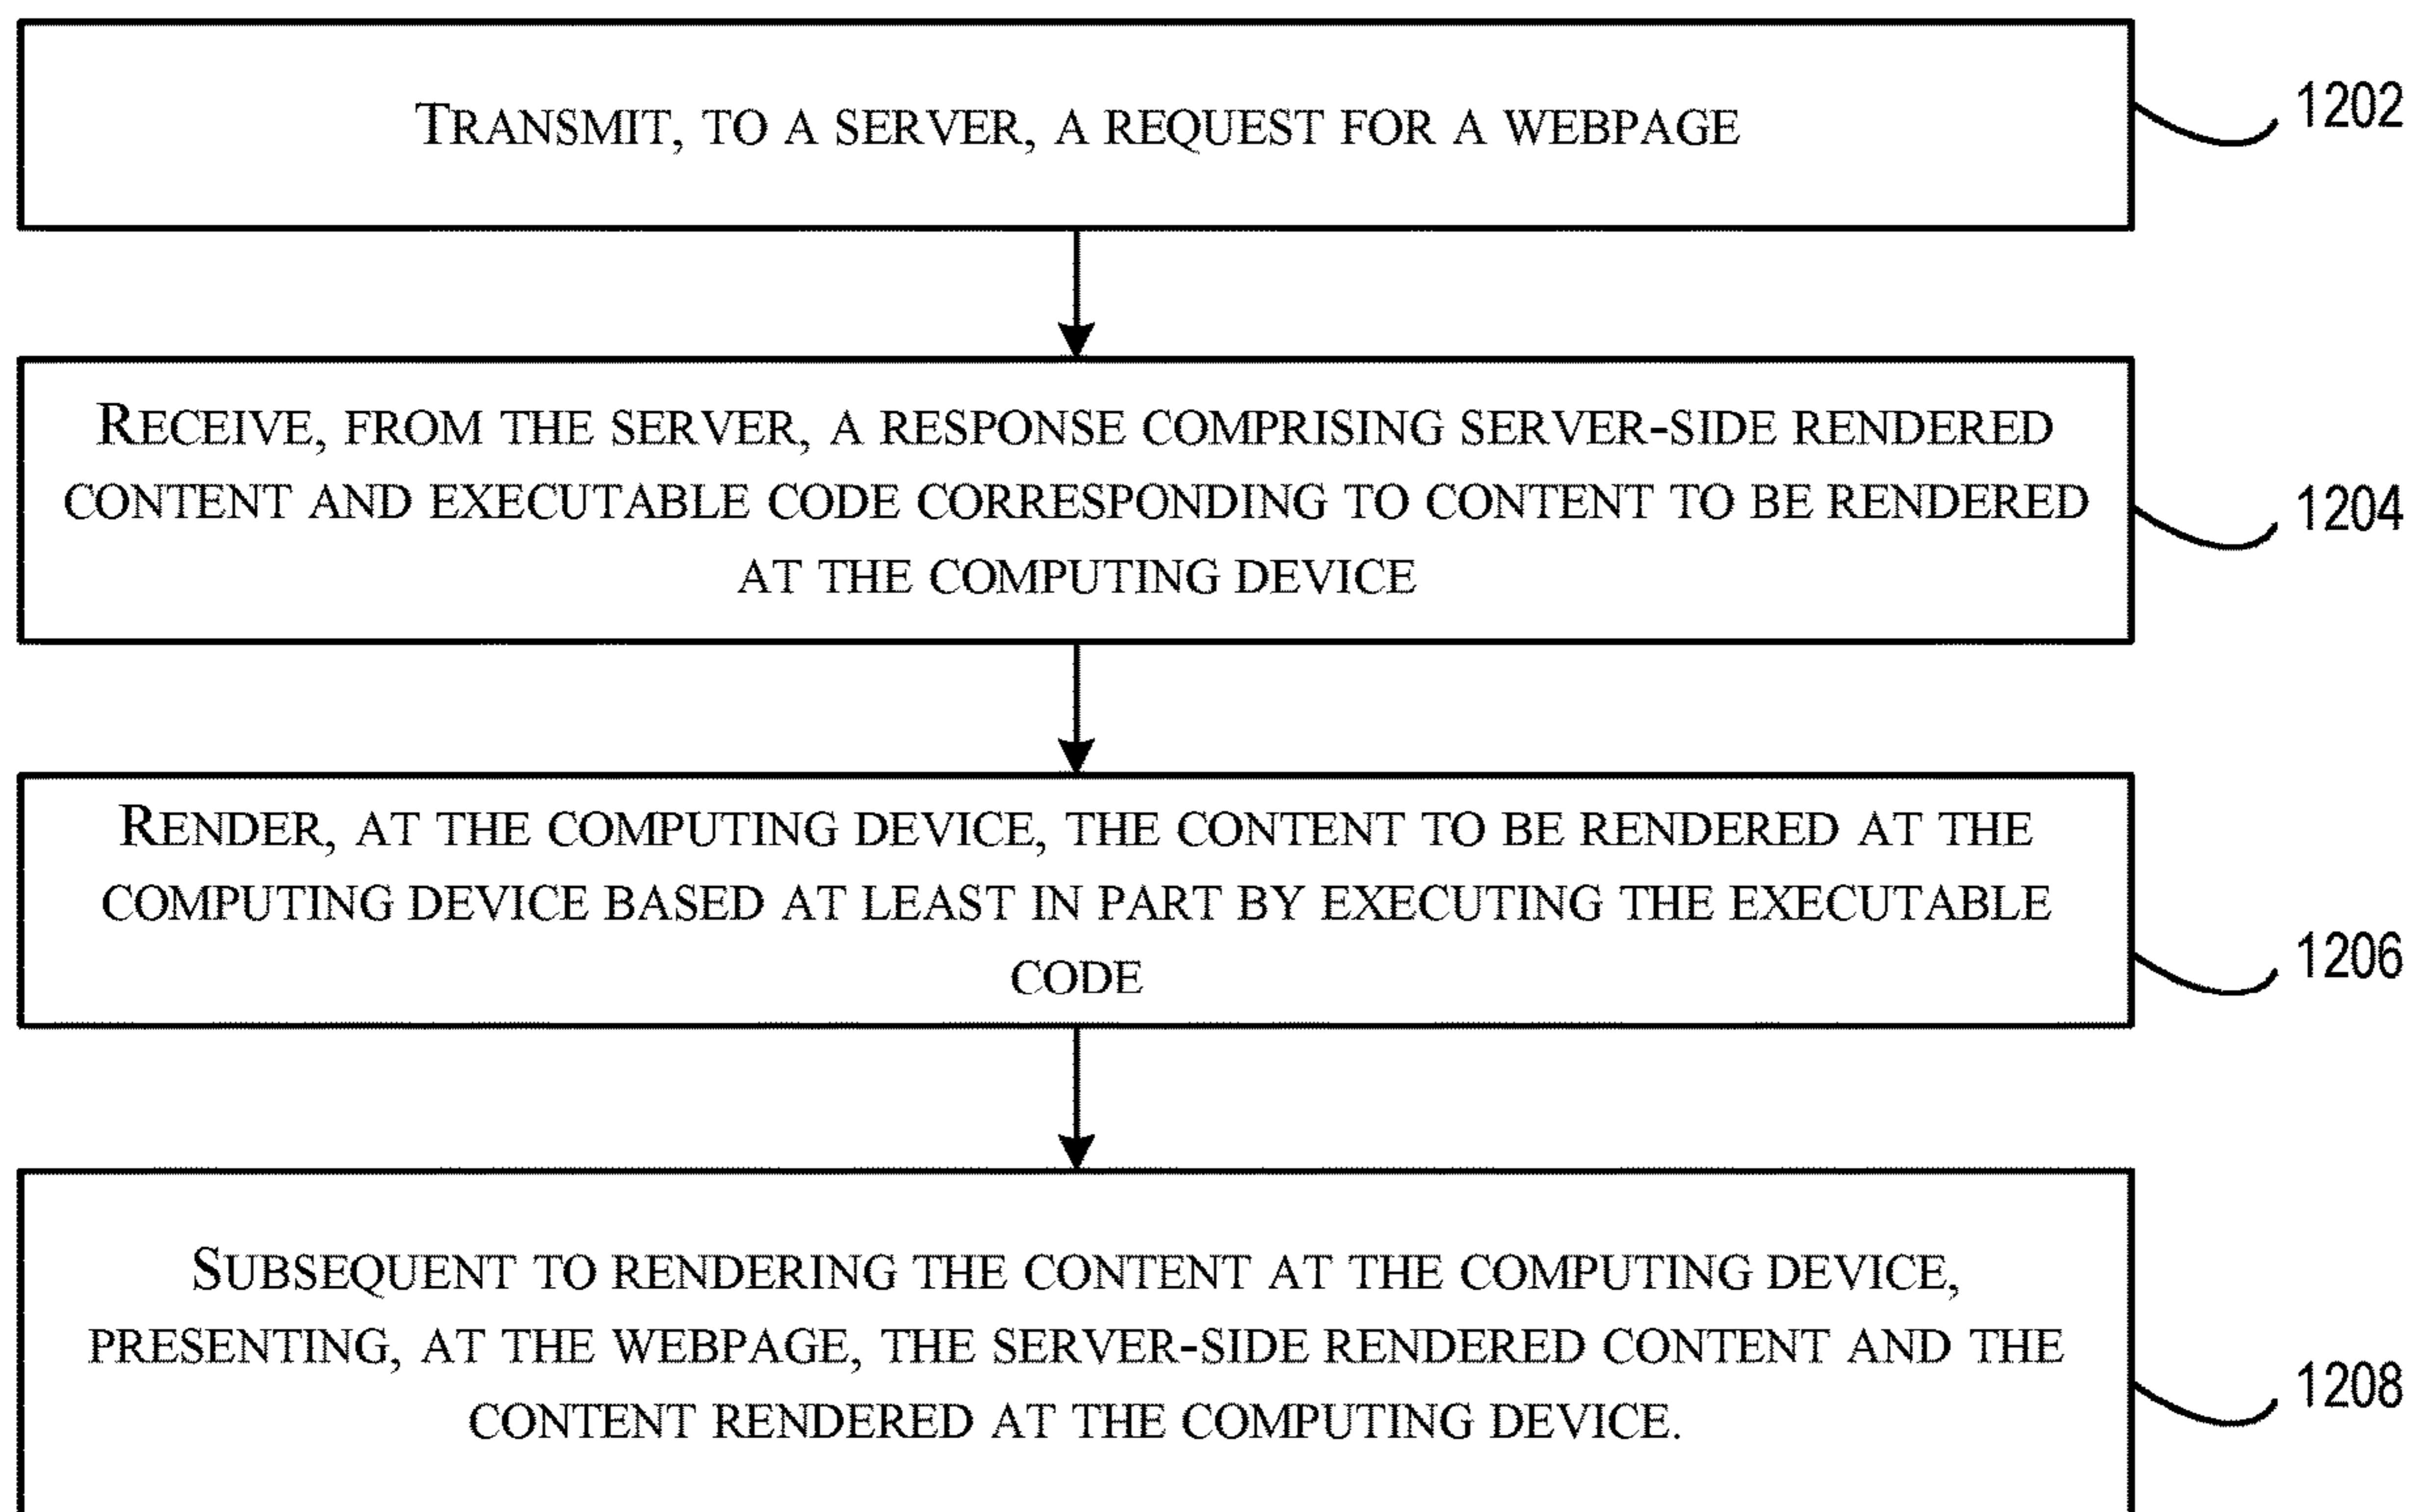 TRANSMIT, TO A SERVER, A REQUEST FOR A WEBPAGE
1202
RECEIVE, FROM THE SERVER, A RESPONSE COMPRISING SERVER-SIDE RENDERED
CONTENT AND EXECUTABLE CODE CORRESPONDING TO CONTENT TO BE RENDERED
AT THE COMPUTING DEVICE
1204
RENDER, AT THE COMPUTING DEVICE, THE CONTENT TO BE RENDERED AT THE
COMPUTING DEVICE BASED AT LEAST IN PART BY EXECUTING THE EXECUTABLE
CODE
1206
SUBSEQUENT TO RENDERING THE CONTENT AT THE COMPUTING DEVICE,
PRESENTING, AT THE WEBPAGE, THE SERVER-SIDE RENDERED CONTENT AND THE
CONTENT RENDERED AT THE COMPUTING DEVICE.
1208